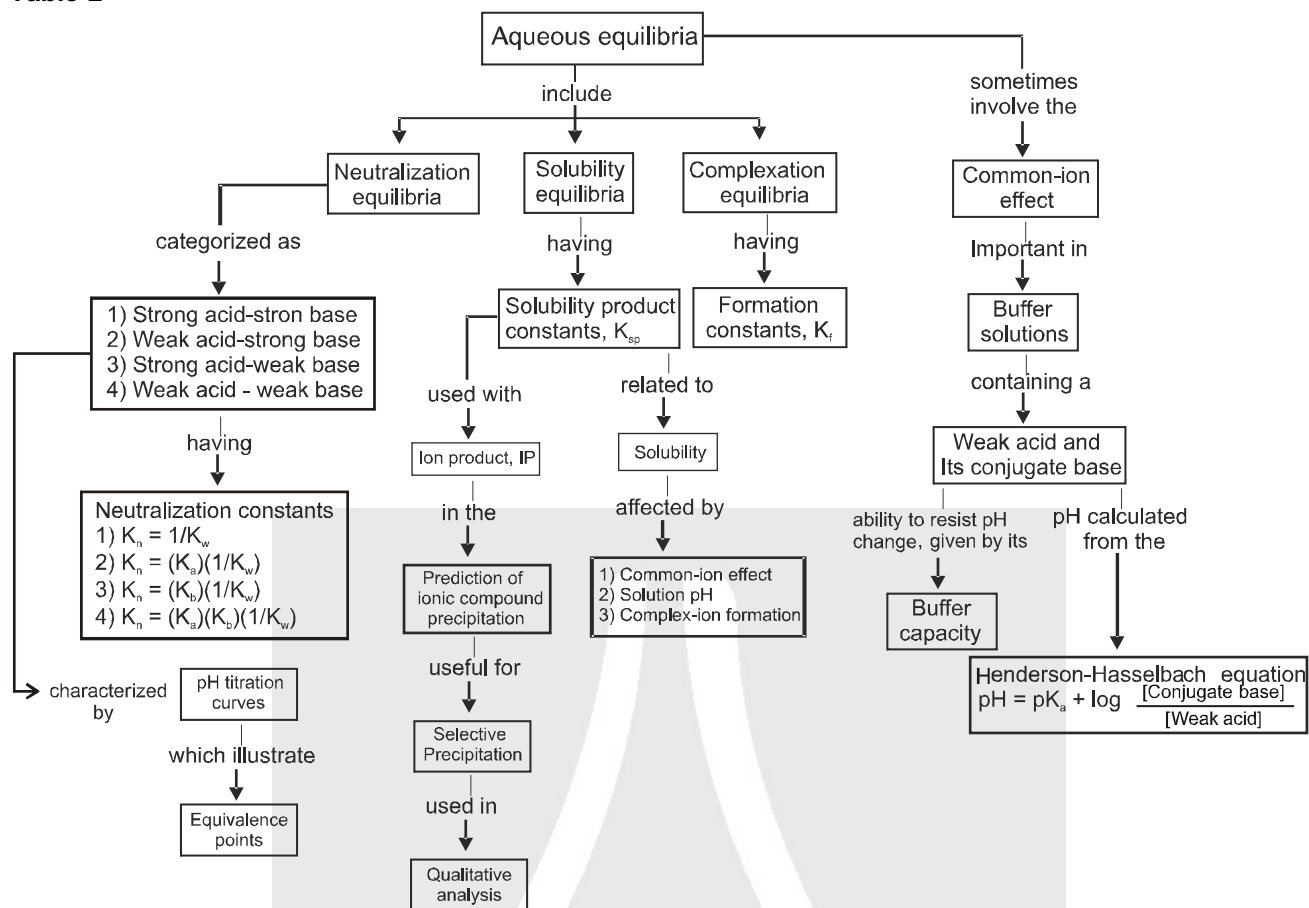 Table-2
Aqueous equilibria
include
sometimes
involve the
Neutralization
equilibria
Solubility
equilibria
Complexation
equilibria
Common-ion
effect
categorized as
having
having
Important in
1) Strong acid-stron base
2) Weak acid-strong base
3) Strong acid-weak base
4) Weak acid - weak base
Solubility product
constants, Ksp
Formation
constants, Kf
Buffer
solutions
used with
related to
containing a
having
Ion product, IP
Solubility
Weak acid and
Its conjugate base
Neutralization constants
1) Kn = 1/Kw
2) Kn = (Ka)(1/Kw)
3) Kn = (Kb)(1/Kw)
4) Kn = (Ka)(Kb)(1/Kw)
in the
affected by
ability to resist pH
change, given by its
pH calculated
from the
Prediction of
ionic compound
precipitation
1) Common-ion effect
2) Solution pH
3) Complex-ion formation
Buffer
capacity
useful for
Henderson-Hasselbach equation
pH = pKa + log [Conjugate base]
[Weak acid]
characterized
by
pH titration
curves
which illustrate
Selective
Precipitation
Equivalence
points
used in
Qualitative
analysis